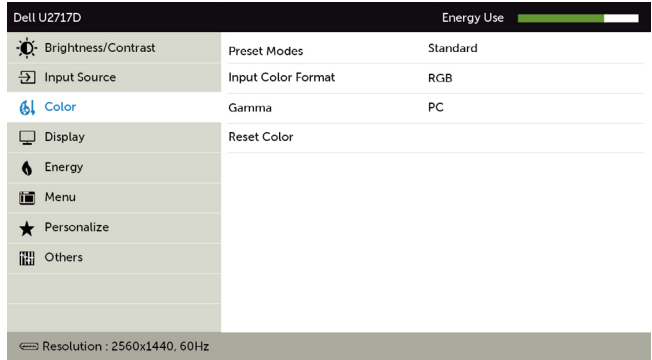 Dell U2717D Energy Use
Brightness/Contrast
Input Source
Color
Display
Energy
Menu
Personalize
Others
Preset Modes Standard
Input Color Format RGB
Gamma PC
Reset Color
Resolution : 2560x1440, 60Hz